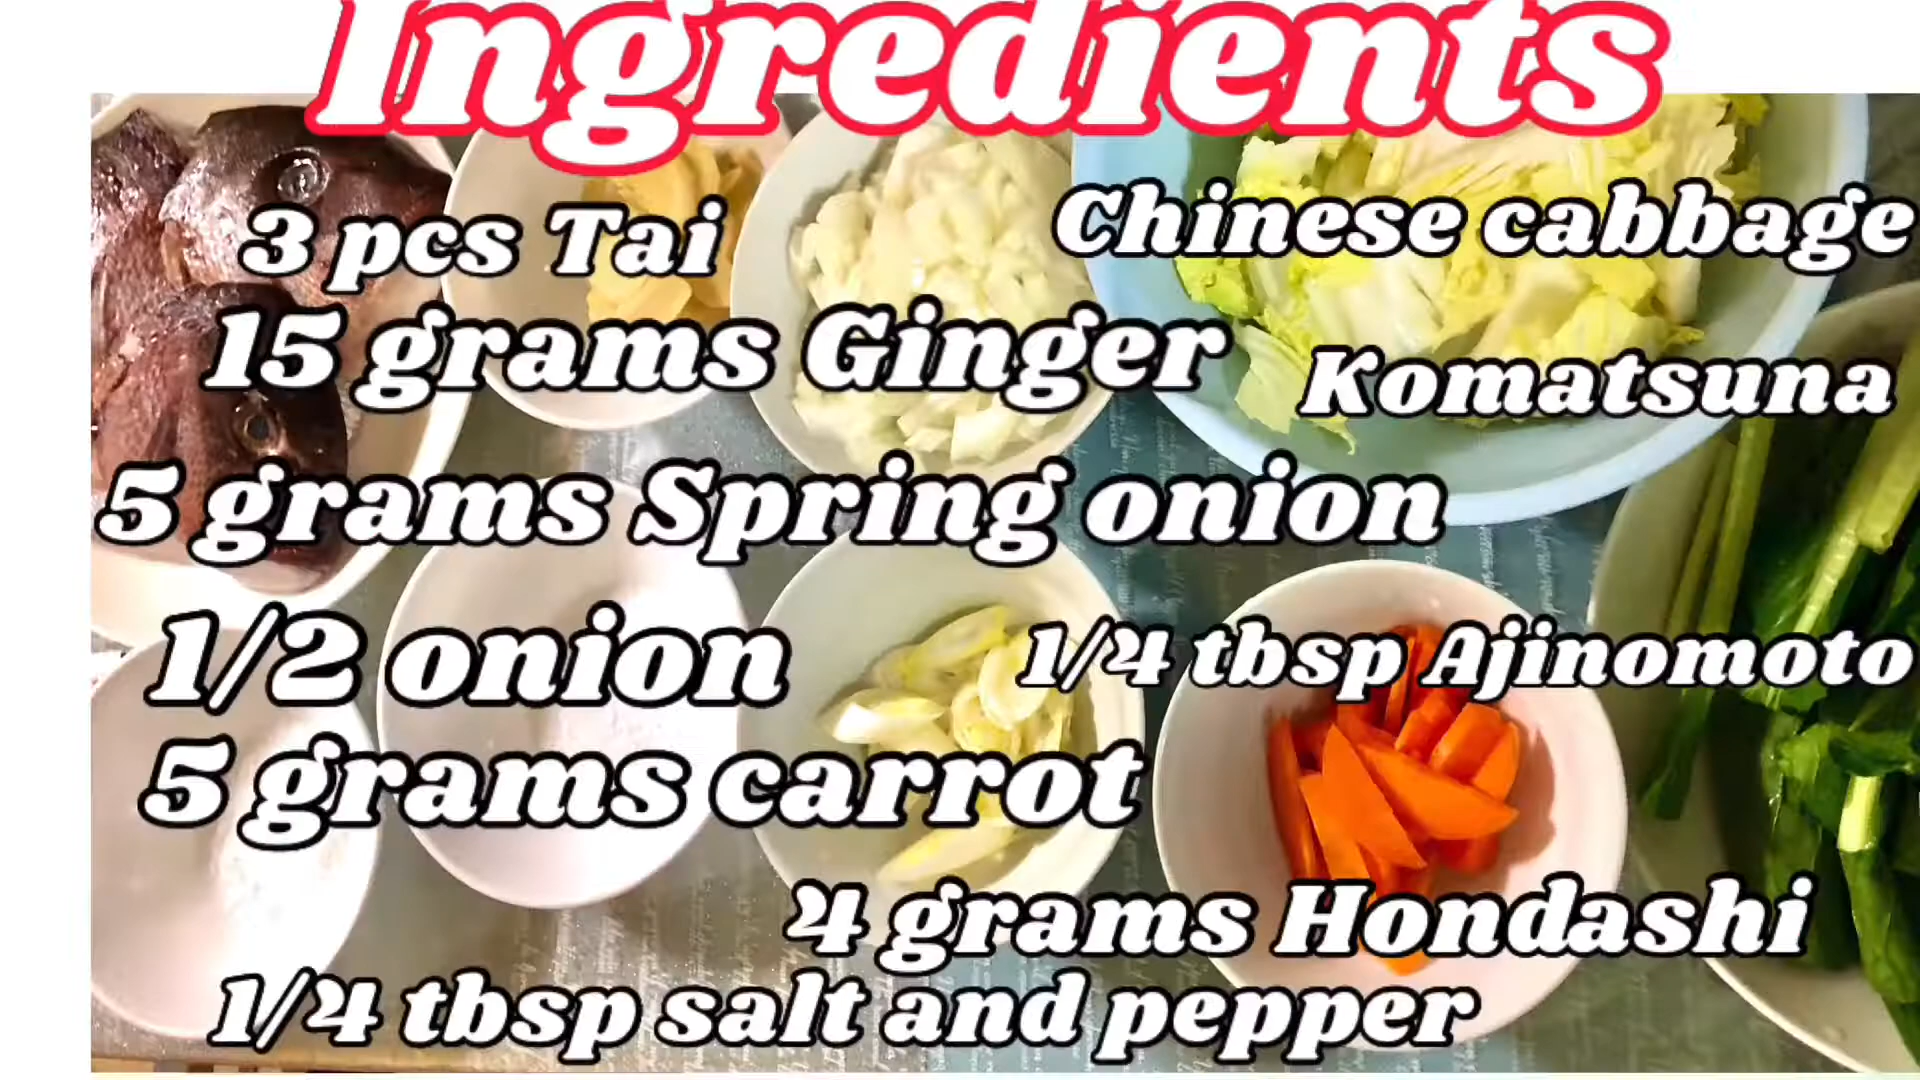 Ingredients
3 pcs Tai
Chinese cabbage
15 grams Ginger
Komatsuna
5 grams Spring onion
1/2 onion
1/4 tbsp Ajinomoto
5 grams carrot
4 grams Hondashi
1/4 tbsp salt and pepper